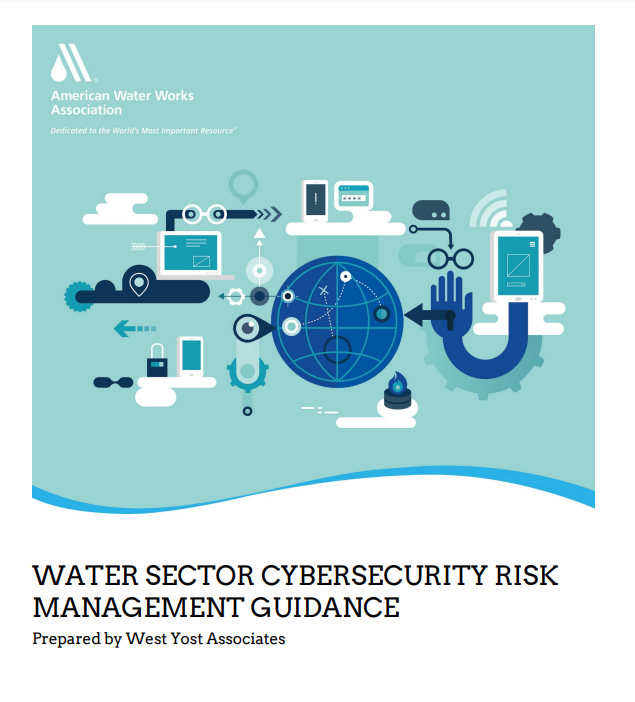 American Water Works
Association
Dedicated to the World's Most Important Resource
WATER SECTOR CYBERSECURITY RISK
MANAGEMENT GUIDANCE
Prepared by West Yost Associates